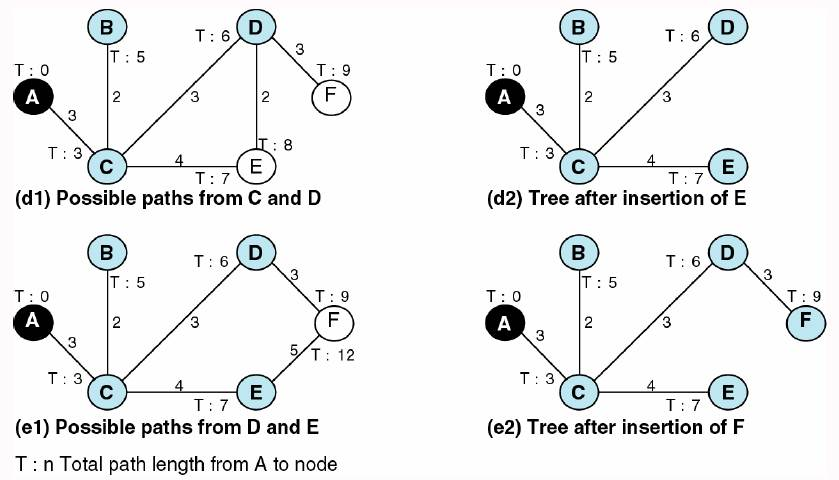 B D B D
T : 6 T : 6
T : 5 3 T : 5
T : 0 T : 9 T : 0
A F A
2 3 2 2 3
3 3
T : 8
T : 3 C 4 E T : 3 C 4 E
T : 7 T : 7
(d1) Possible paths from C and D (d2) Tree after insertion of E
B D B D
T : 6 T : 6
T : 5 3 T : 5 3
T : 0 T : 9 T : 0 T : 9
A F A F
2 3 2 3
3 5 T : 12 3
T : 3 C 4 E T : 3 C 4 E
T : 7 T : 7
(e1) Possible paths from D and E (e2) Tree after insertion of F
T : n Total path length from A to node